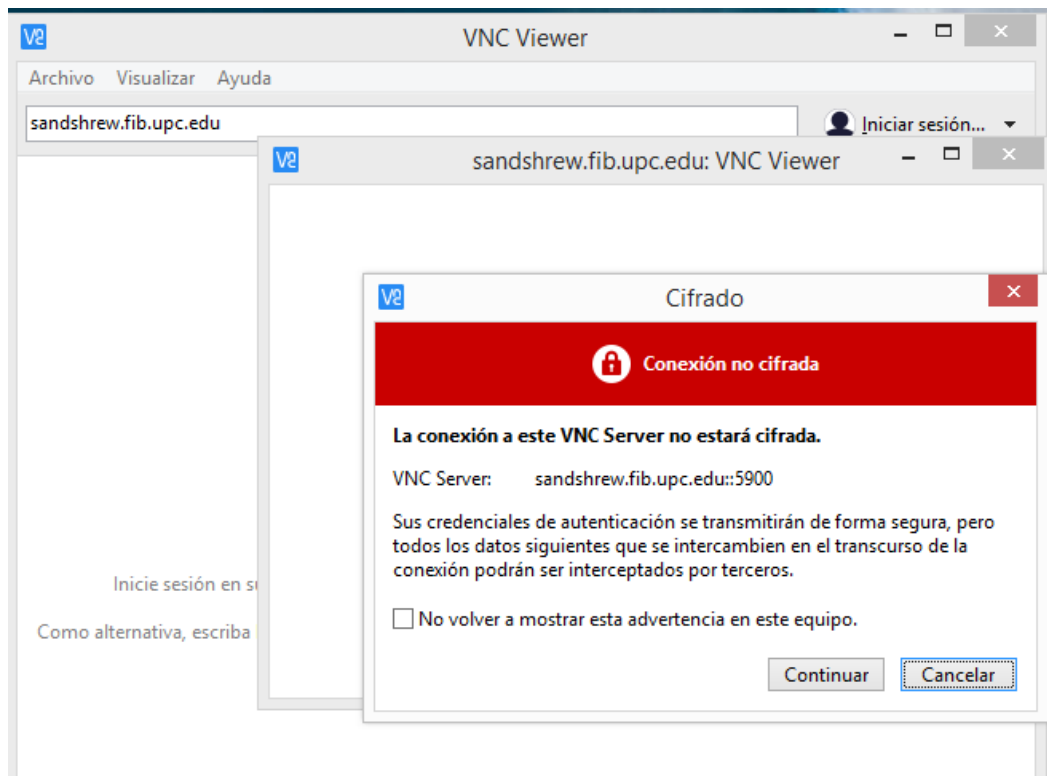 VNC Viewer
Archivo Visualizar Ayuda
sandshrew.fib.upc.edu
Iniciar sesión...
sandshrew.fib.upc.edu: VNC Viewer
Cifrado
Conexión no cifrada
La conexión a este VNC Server no estará cifrada.
VNC Server: sandshrew.fib.upc.edu::5900
Sus credenciales de autenticación se transmitirán de forma segura, pero
todos los datos siguientes que se intercambien en el transcurso de la
conexión podrán ser interceptados por terceros.
No volver a mostrar esta advertencia en este equipo.
Continuar Cancelar
Inicie sesión en
Como alternativa, escriba